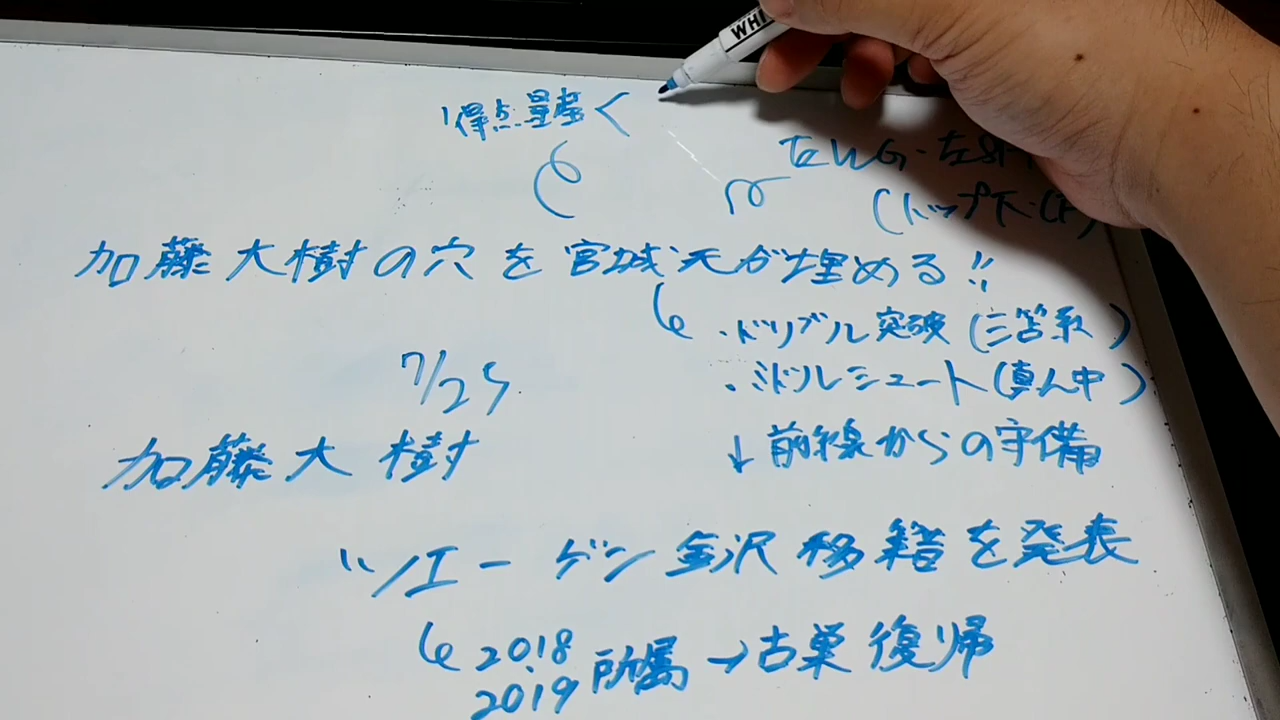 WHI
得点量産く
左WG・左SH
(トップ下・CF)
加藤大樹の穴を宮城天が埋める!!
・ドリブル突破(三笘系)
・ミドルシュート(真ん中)
↓前線からの守備
7/25
加藤大樹
ツエーゲン金沢移籍を発表
2018・2019所属→古巣復帰